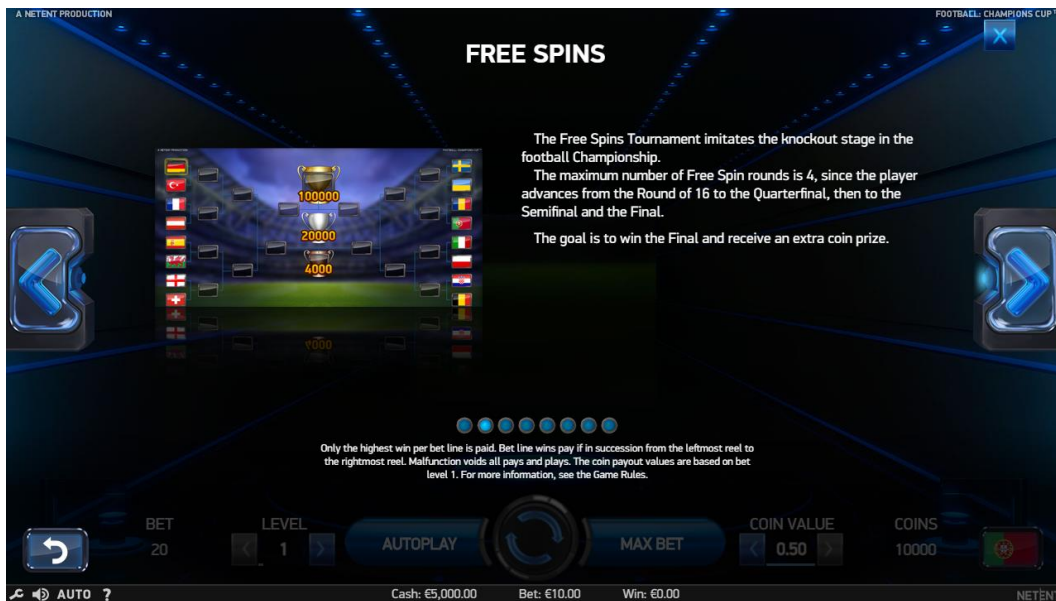 A NETENT PRODUCTION
FOOTBALL: CHAMPIONS CUP
FREE SPINS
The Free Spins Tournament imitates the knockout stage in the
football Championship.
The maximum number of Free Spin rounds is 4, since the player
advances from the Round of 16 to the Quarterfinal, then to the
Semifinal and the Final.
The goal is to win the Final and receive an extra coin prize.
100000
20000
4000
Only the highest win per bet line is paid. Bet line wins pay if in succession from the leftmost reel to
the rightmost reel. Malfunction voids all pays and plays. The coin payout values are based on bet
level 1. For more information, see the Game Rules.
BET
20
LEVEL
1
AUTOPLAY
MAX BET
COIN VALUE
0.50
COINS
10000
AUTO ?
Cash: €5,000.00
Bet: €10.00
Win: €0.00
NETENT